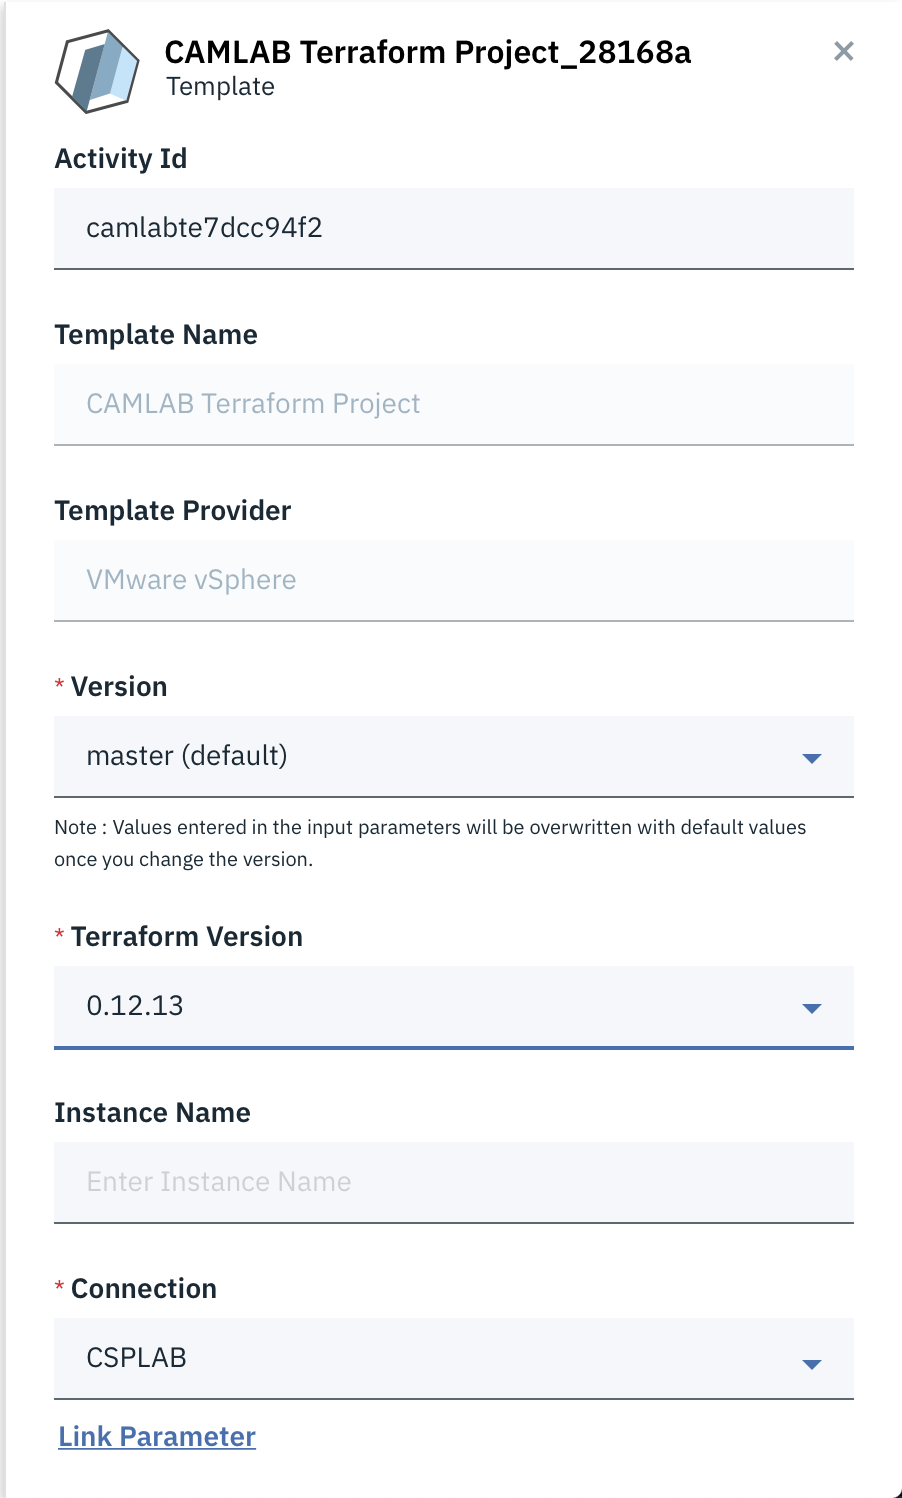 CAMLAB Terraform Project_28168a
Template
Activity Id
camlabte7dcc94f2
Template Name
CAMLAB Terraform Project
Template Provider
VMware vSphere
* Version
master (default)
Note : Values entered in the input parameters will be overwritten with default values
once you change the version.
* Terraform Version
0.12.13
Instance Name
Enter Instance Name
* Connection
CSPLAB
Link Parameter